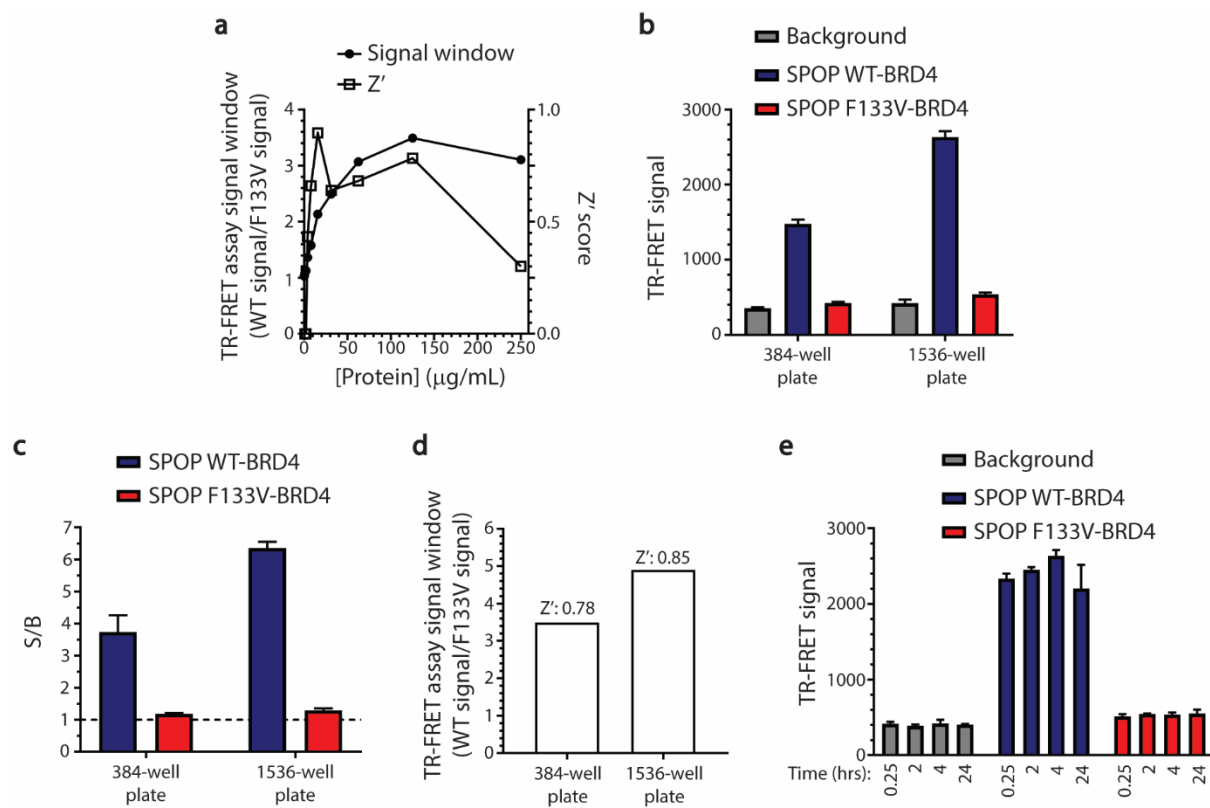 a
Signal window
Z'
TR-FRET assay signal window
(WT signal/F133V signal)
4
3
2
1
0
1.0
0.5
0.0
Z' score
0
50
100
150
200
250
[Protein] (μg/mL)
b
Background
SPOP WT-BRD4
SPOP F133V-BRD4
TR-FRET signal
3000
2000
1000
0
384-well
plate
1536-well
plate
c
SPOP WT-BRD4
SPOP F133V-BRD4
S/B
7
6
5
4
3
2
1
0
384-well
plate
1536-well
plate
d
TR-FRET assay signal window
(WT signal/F133V signal)
6
5
4
3
2
1
0
Z': 0.78
Z': 0.85
384-well
plate
1536-well
plate
e
Background
SPOP WT-BRD4
SPOP F133V-BRD4
TR-FRET signal
3000
2000
1000
0
Time (hrs):
0.25
2
4
24
0.25
2
4
24
0.25
2
4
24